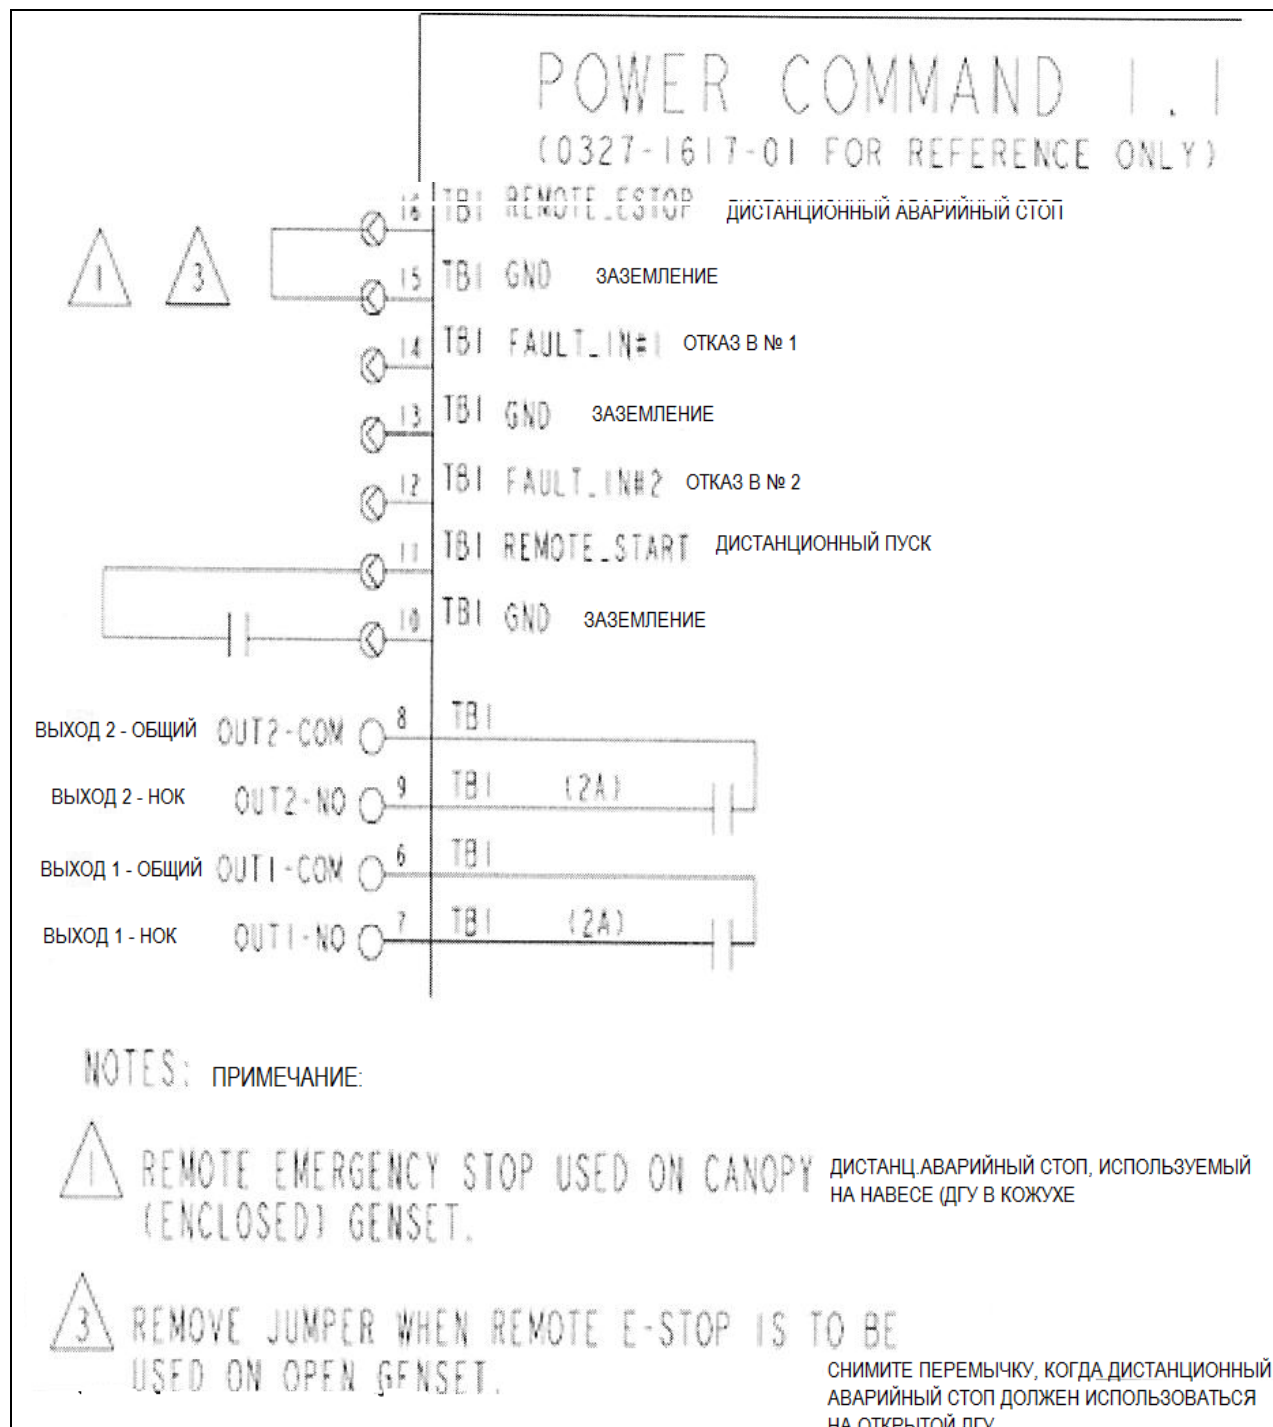 POWER COMMAND 1.1
(0327-1617-01 FOR REFERENCE ONLY)
16 TB1 REMOTE_ESTOP ДИСТАНЦИОННЫЙ АВАРИЙНЫЙ СТОП
1 3
15 TB1 GND ЗАЗЕМЛЕНИЕ
14 TB1 FAULT_IN#1 ОТКАЗ В № 1
13 TB1 GND ЗАЗЕМЛЕНИЕ
12 TB1 FAULT_IN#2 ОТКАЗ В № 2
11 TB1 REMOTE_START ДИСТАНЦИОННЫЙ ПУСК
10 TB1 GND ЗАЗЕМЛЕНИЕ
ВЫХОД 2 - ОБЩИЙ OUT2-COM 8 TB1
ВЫХОД 2 - НОК OUT2-NO 9 TB1 (2A)
ВЫХОД 1 - ОБЩИЙ OUT1-COM 6 TB1
ВЫХОД 1 - НОК OUT1-NO 7 TB1 (2A)
NOTES: ПРИМЕЧАНИЕ:
1 REMOTE EMERGENCY STOP USED ON CANOPY
(ENCLOSED) GENSET.
ДИСТАНЦ.АВАРИЙНЫЙ СТОП, ИСПОЛЬЗУЕМЫЙ
НА НАВЕСЕ (ДГУ В КОЖУХЕ
3 REMOVE JUMPER WHEN REMOTE E-STOP IS TO BE
USED ON OPEN GENSET.
СНИМИТЕ ПЕРЕМЫЧКУ, КОГДА ДИСТАНЦИОННЫЙ
АВАРИЙНЫЙ СТОП ДОЛЖЕН ИСПОЛЬЗОВАТЬСЯ
НА ОТКРЫТОЙ ДГУ